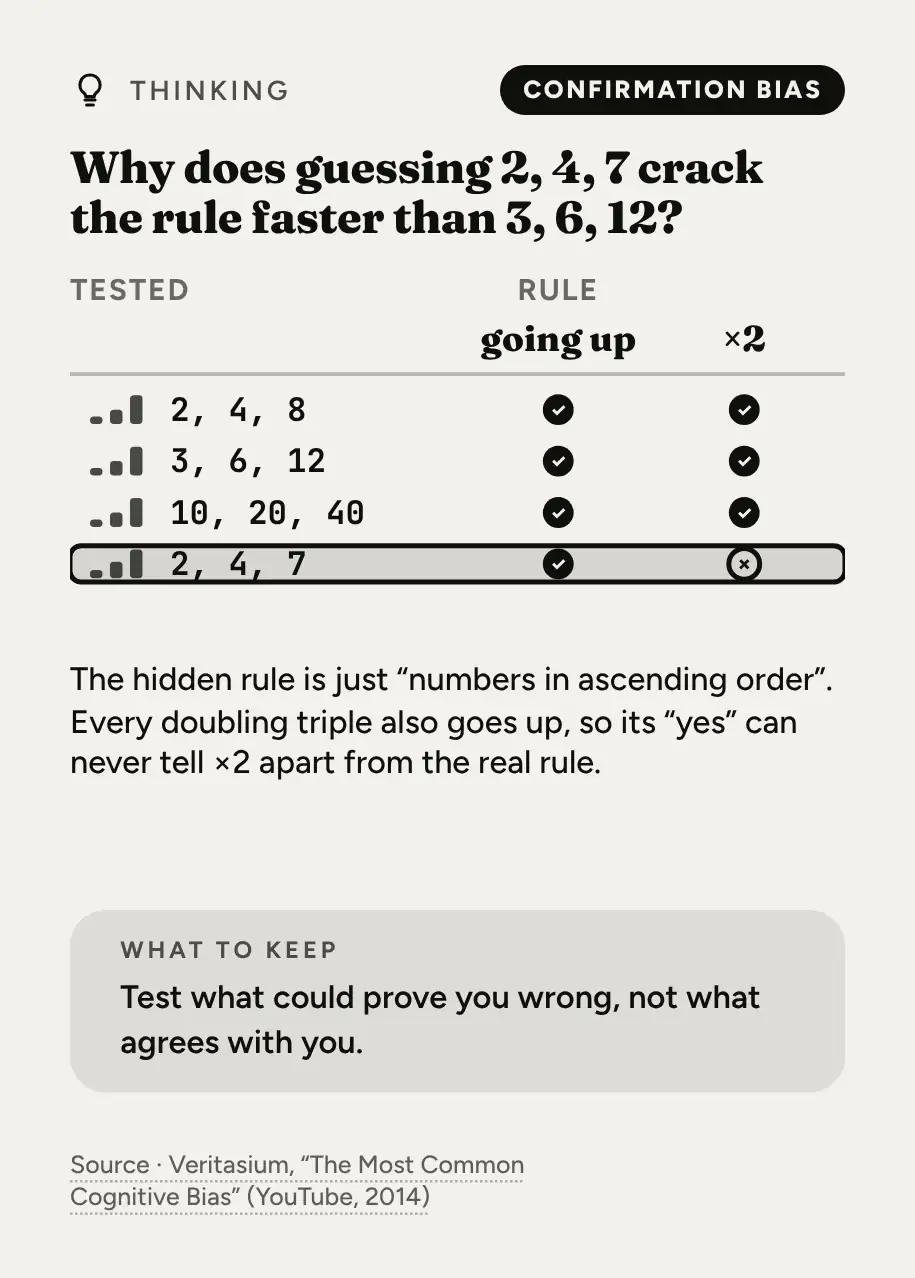 THINKING
CONFIRMATION BIAS
Why does guessing 2, 4, 7 crack
the rule faster than 3, 6, 12?
TESTED RULE
going up ×2
2, 4, 8
3, 6, 12
10, 20, 40
2, 4, 7
The hidden rule is just “numbers in ascending order”.
Every doubling triple also goes up, so its “yes” can
never tell ×2 apart from the real rule.
WHAT TO KEEP
Test what could prove you wrong, not what
agrees with you.
Source · Veritasium, “The Most Common
Cognitive Bias” (YouTube, 2014)